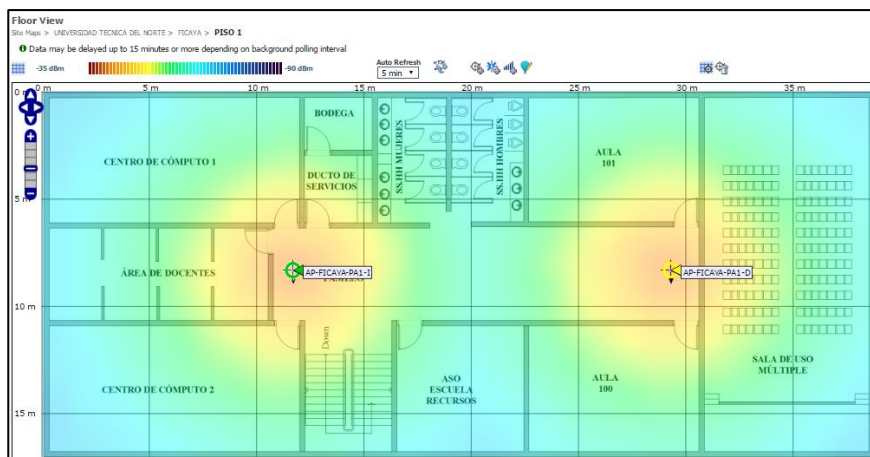 Floor View
Site Maps > UNIVERSIDAD TECNICA DEL NORTE > FICAYA > PISO 1
Data may be delayed up to 15 minutes or more depending on background polling interval
-35 dBm
-90 dBm
Auto Refresh
5 min
0 m
5 m
10 m
15 m
20 m
25 m
30 m
35 m
0 m
5 m
10 m
15 m
BODEGA
CENTRO DE CÓMPUTO 1
DUCTO DE
SERVICIOS
SS.HH MUJERES
SS.HH HOMBRES
AULA
101
ÁREA DE DOCENTES
AP-FICAYA-PA1-I
AP-FICAYA-PA1-D
Down
CENTRO DE CÓMPUTO 2
ASO
ESCUELA
RECURSOS
AULA
100
SALA DE USO
MÚLTIPLE